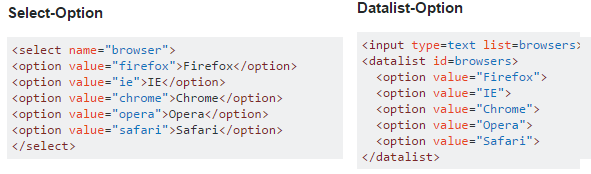 Select-Option
<select name="browser">
<option value="firefox">Firefox</option>
<option value="ie">IE</option>
<option value="chrome">Chrome</option>
<option value="opera">Opera</option>
<option value="safari">Safari</option>
</select>
Datalist-Option
<input type=text list=browsers>
<datalist id=browsers>
  <option value="Firefox">
  <option value="IE">
  <option value="Chrome">
  <option value="Opera">
  <option value="Safari">
</datalist>